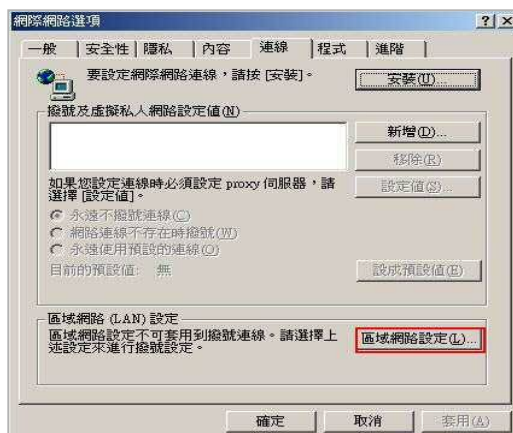 網際網路選項
一般 安全性 隱私 內容 連線 程式 進階
要設定網際網路連線，請按 [安裝]。
安裝(U)...
撥號及虛擬私人網路設定值(N)
新增(D)...
移除(R)
如果您設定連線時必須設定 proxy 伺服器，請
選擇 [設定值]。
設定值(S)...
永遠不撥號連線(C)
網路連線不存在時撥號(W)
永遠使用預設的連線(O)
目前的預設值: 無
設成預設值(E)
區域網路 (LAN) 設定
區域網路設定不可套用到撥號連線。請選擇上
述設定來進行撥號設定。
區域網路設定(L)...
確定 取消 套用(A)